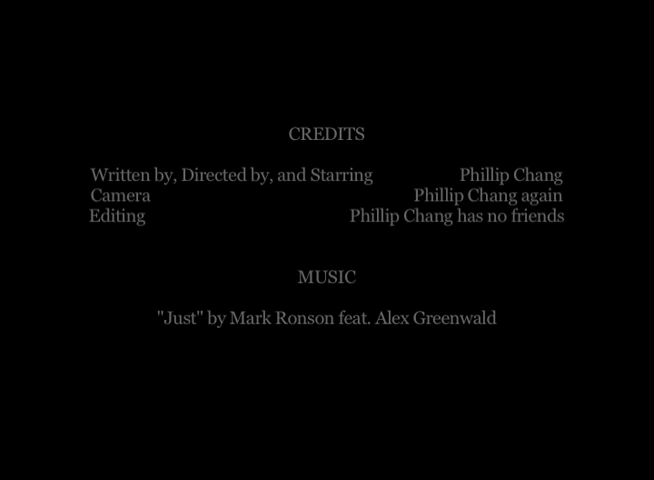 CREDITS
Written by, Directed by, and Starring Phillip Chang
Camera Phillip Chang again
Editing Phillip Chang has no friends
MUSIC
"Just" by Mark Ronson feat. Alex Greenwald